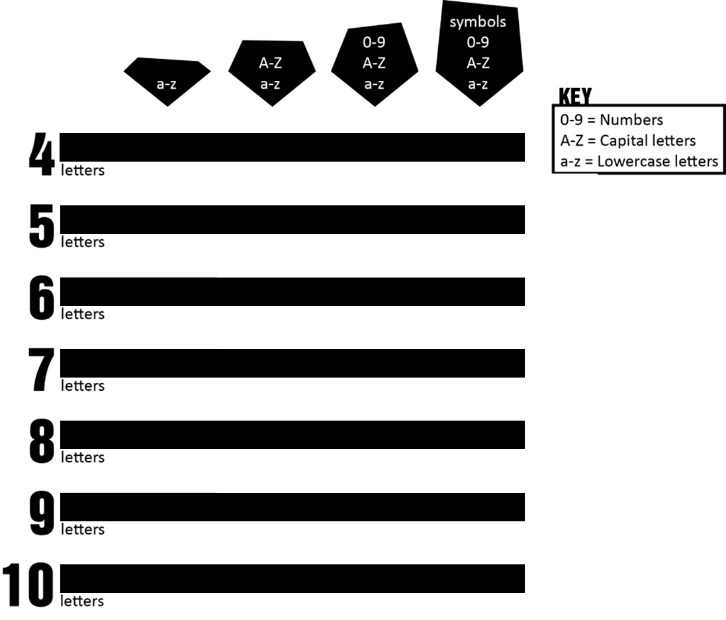 a-z
A-Z
a-z
0-9
A-Z
a-z
symbols
0-9
A-Z
a-z
KEY
0-9 = Numbers
A-Z = Capital letters
a-z = Lowercase letters
4
letters
5
letters
6
letters
7
letters
8
letters
9
letters
10
letters